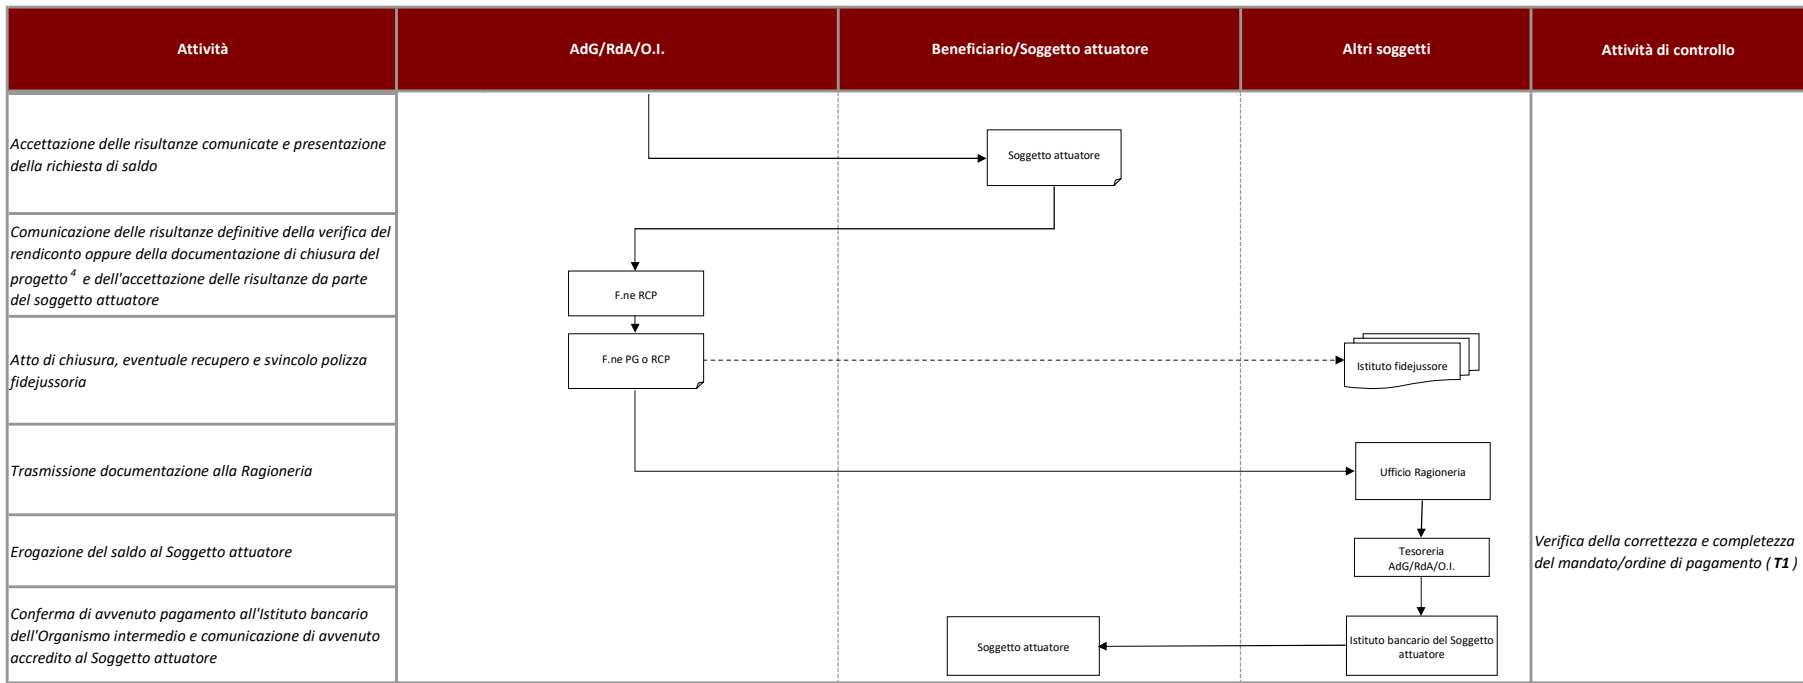 Attività
AdG/RdA/O.I.
Beneficiario/Soggetto attuatore
Altri soggetti
Attività di controllo
Accettazione delle risultanze comunicate e presentazione
della richiesta di saldo
Soggetto attuatore
Comunicazione delle risultanze definitive della verifica del
rendiconto oppure della documentazione di chiusura del
progetto 4 e dell'accettazione delle risultanze da parte
del soggetto attuatore
F.ne RCP
Atto di chiusura, eventuale recupero e svincolo polizza
fidejussoria
F.ne PG o RCP
Istituto fidejussore
Trasmissione documentazione alla Ragioneria
Ufficio Ragioneria
Erogazione del saldo al Soggetto attuatore
Tesoreria
AdG/RdA/O.I.
Verifica della correttezza e completezza
del mandato/ordine di pagamento ( T1 )
Conferma di avvenuto pagamento all'Istituto bancario
dell'Organismo intermedio e comunicazione di avvenuto
accredito al Soggetto attuatore
Soggetto attuatore
Istituto bancario del Soggetto
attuatore